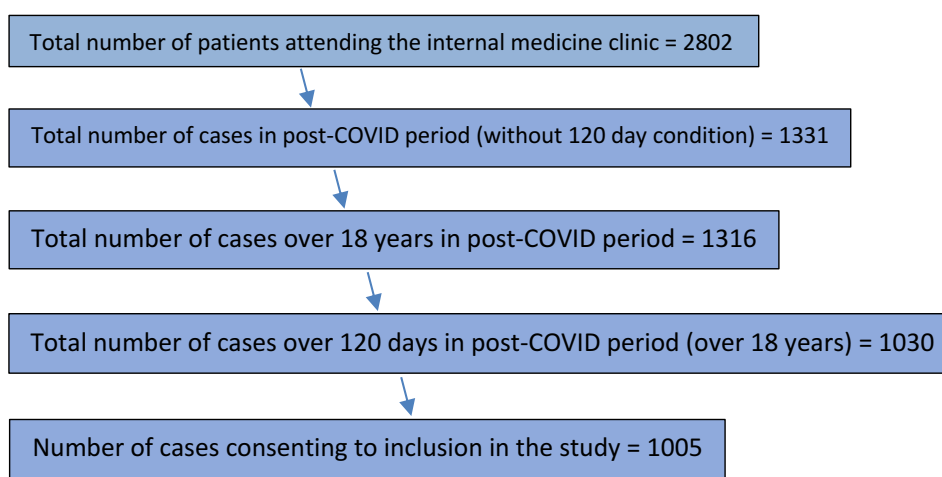 Total number of patients attending the internal medicine clinic = 2802
Total number of cases in post-COVID period (without 120 day condition) = 1331
Total number of cases over 18 years in post-COVID period = 1316
Total number of cases over 120 days in post-COVID period (over 18 years) = 1030
Number of cases consenting to inclusion in the study = 1005